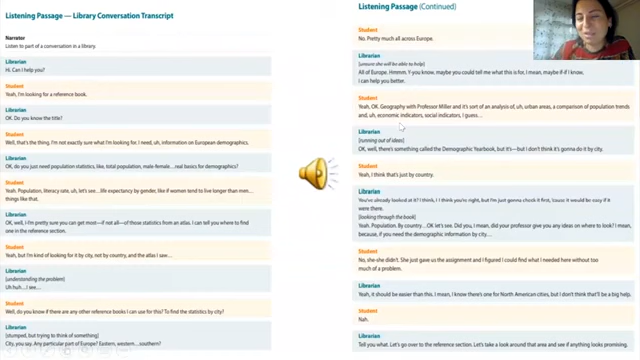 Listening Passage — Library Conversation Transcript
Narrator
Listen to part of a conversation in a library.
Librarian
Hi. Can I help you?
Student
Yeah, I'm looking for a reference book.
Librarian
OK. Do you know the title?
Student
Well, that's the thing. I'm not exactly sure what I'm looking for. I need, uh, information on European demographics.
Librarian
OK, do you just need population statistics, like, total population, male-female…real basics for demographics?
Student
Yeah. Population, literacy rate, uh, let's see…life expectancy by gender, like if women tend to live longer than men…
things like that.
Librarian
OK, well, I–I'm pretty sure you can get most—if not all—of those statistics from an atlas. I can tell you where to find
one in the reference section.
Student
Yeah, but I'm kind of looking for it by city, not by country, and the atlas I saw…
Librarian
[understanding the problem]
Uh huh…I see…
Student
Well, do you know if there are any other reference books I can use for this? To find the statistics by city?
Librarian
[stumped, but trying to think of something]
City, you say. Any particular part of Europe? Eastern, western…southern?
Listening Passage (Continued)
Student
No. Pretty much all across Europe.
Librarian
[unsure she will be able to help]
All of Europe. Hmmm. Y-you know, maybe you could tell me what this is for. I mean, maybe if–if I know.
I can help you better.
Student
Yeah, OK. Geography with Professor Miller and it's sort of an analysis of, uh, urban areas, a comparison of population trends
and, uh, economic indicators, social indicators, I guess…
Librarian
[running out of ideas]
OK, well, there's something called the Demographic Yearbook, but it's—but I don't think it's gonna do it by city.
Student
Yeah, I think that's just by country.
Librarian
You've already looked at it? I think, I I think you're right, but I'm just gonna check it first, 'cause it would be easy if it
were there.
[looking through the book]
Yeah. Population. By country…OK let's see. Did you, I mean, did your professor give you any ideas on where to look? I mean,
because, if you need the demographic information by city…
Student
No, she–she didn't. She just gave us the assignment and I figured I could find what I needed here without too
much of a problem.
Librarian
Yeah, it should be easier than this. I mean, I know there's one for North American cities, but I don't think that'll be a big help.
Student
Nah.
Librarian
Tell you what. Let's go over to the reference section. Let's take a look around that area and see if anything looks promising.